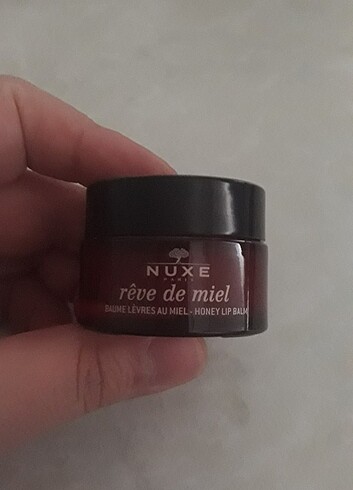 NUXE
PARIS
rêve de miel
BAUME LÈVRES AU MIEL - HONEY LIP BALM